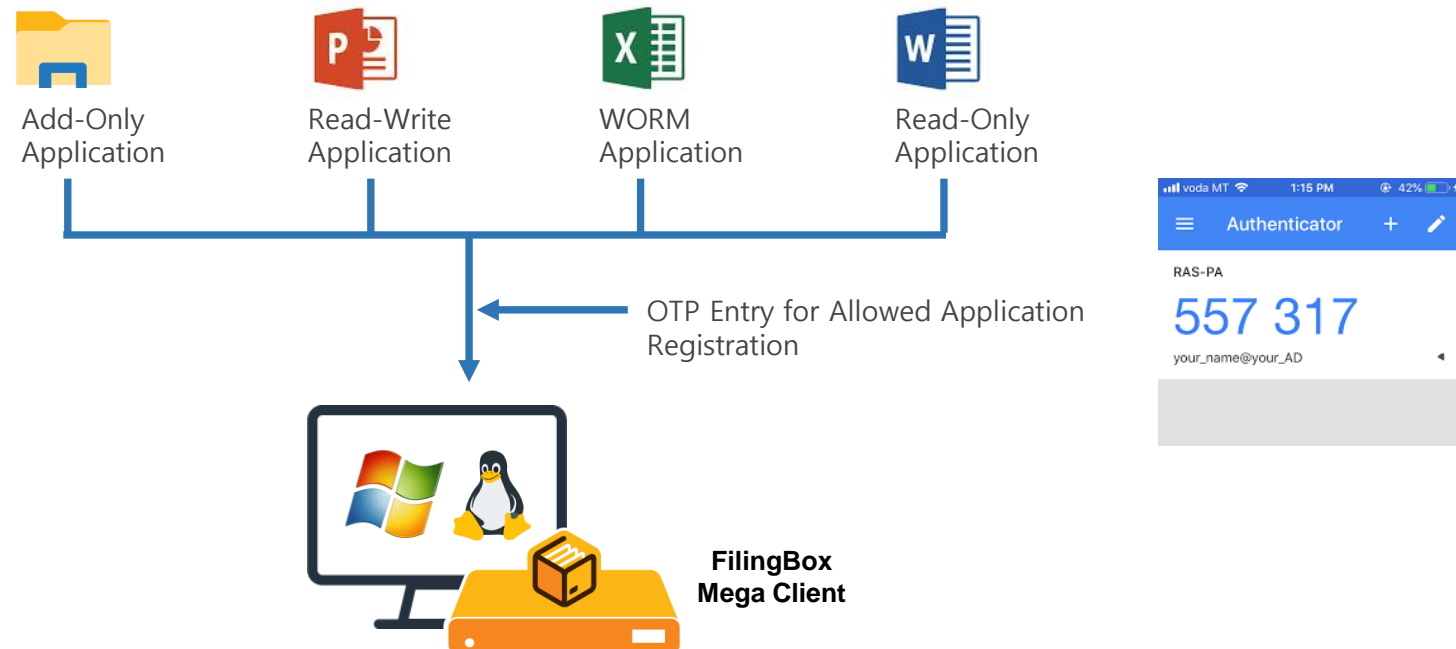 P
X
W
Add-Only
Application
Read-Write
Application
WORM
Application
Read-Only
Application
voda MT 1:15 PM 42%
Authenticator
RAS-PA
557 317
your_name@your_AD
OTP Entry for Allowed Application
Registration
FilingBox
Mega Client